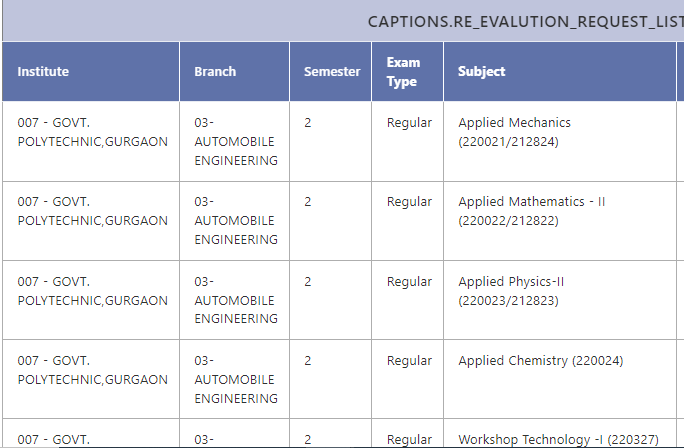 CAPTIONS.RE_EVALUTION_REQUEST_LIST
Institute Branch Semester Exam Type Subject
007 - GOVT. 03- 2 Regular Applied Mechanics
POLYTECHNIC,GURGAON AUTOMOBILE (220021/212824)
ENGINEERING
007 - GOVT. 03- 2 Regular Applied Mathematics - II
POLYTECHNIC,GURGAON AUTOMOBILE (220022/212822)
ENGINEERING
007 - GOVT. 03- 2 Regular Applied Physics-II
POLYTECHNIC,GURGAON AUTOMOBILE (220023/212823)
ENGINEERING
007 - GOVT. 03- 2 Regular Applied Chemistry (220024)
POLYTECHNIC,GURGAON AUTOMOBILE
ENGINEERING
007 - GOVT. 03- 2 Regular Workshop Technology -I (220327)